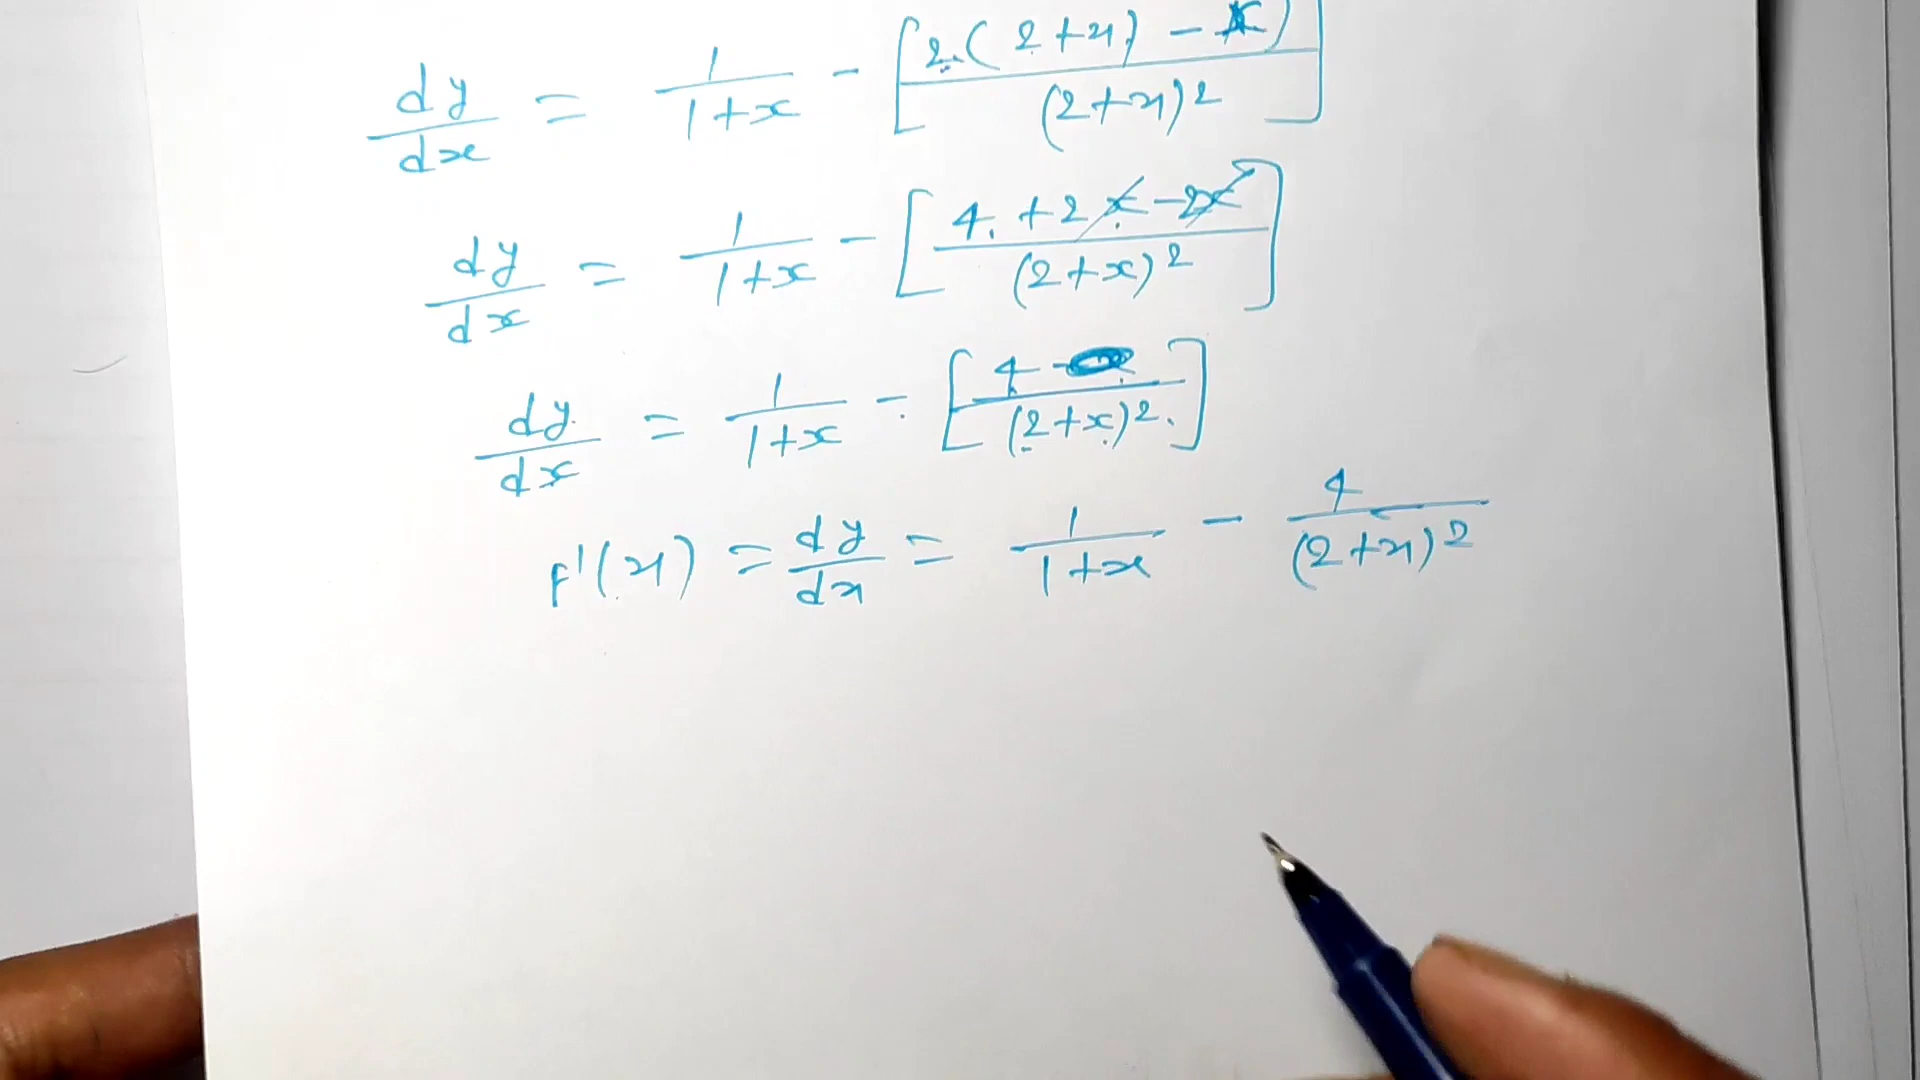 dy/dx = 1/(1+x) - [2.(2+x) - x)/(2+x)²]
dy/dx = 1/(1+x) - [4. + 2x - 2x/(2+x)²]
dy/dx = 1/(1+x) - [4/(2+x)².]
F'(x) = dy/dx = 1/(1+x) - 4/(2+x)²